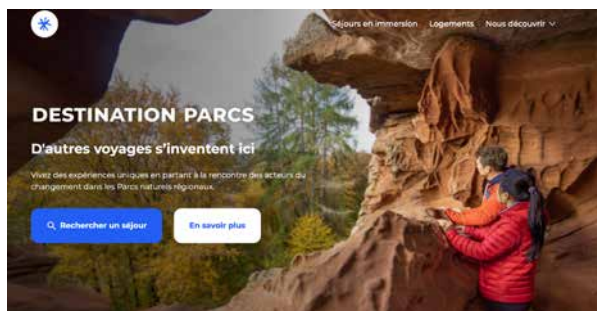 Séjours en immersion Logements Nous découvrir
DESTINATION PARCS
D'autres voyages s'inventent ici
Vivez des expériences uniques en partant à la rencontre des acteurs du
changement dans les Parcs naturels régionaux.
Rechercher un séjour En savoir plus